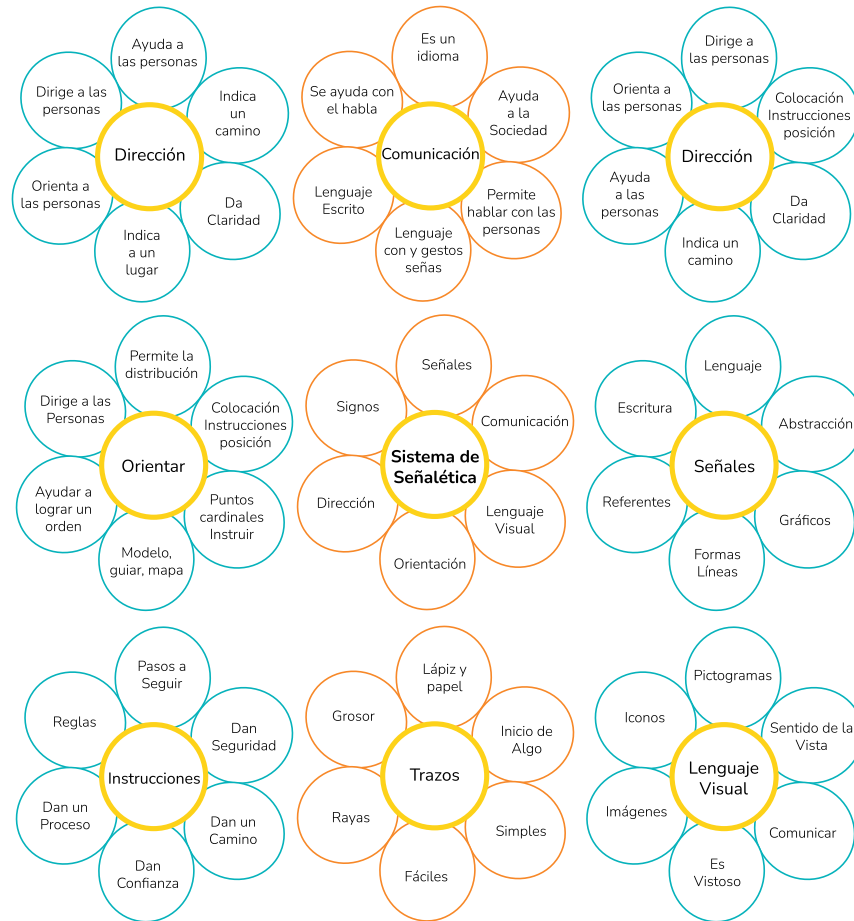 Ayuda a
las personas
Dirige a las
personas
Indica
un
camino
Dirección
Orienta a
las personas
Da
Claridad
Indica
a un
lugar
Es un
idioma
Se ayuda con
el habla
Ayuda
a la
Sociedad
Comunicación
Lenguaje
Escrito
Permite
hablar con las
personas
Lenguaje
con y gestos
señas
Dirige a
las personas
Orienta
a las personas
Colocación
Instrucciones
posición
Dirección
Ayuda
a las
personas
Da
Claridad
Indica un
camino
Permite la
distribución
Dirige a las
Personas
Colocación
Instrucciones
posición
Orientar
Ayudar a
lograr un
orden
Puntos
cardinales
Instruir
Modelo,
guiar, mapa
Señales
Signos
Comunicación
Sistema de
Señalética
Dirección
Lenguaje
Visual
Orientación
Lenguaje
Escritura
Abstracción
Señales
Referentes
Gráficos
Formas
Líneas
Pasos a
Seguir
Reglas
Dan
Seguridad
Instrucciones
Dan un
Proceso
Dan un
Camino
Dan
Confianza
Lápiz y
papel
Grosor
Inicio de
Algo
Trazos
Rayas
Simples
Fáciles
Pictogramas
Iconos
Sentido de la
Vista
Lenguaje
Visual
Imágenes
Comunicar
Es
Vistoso